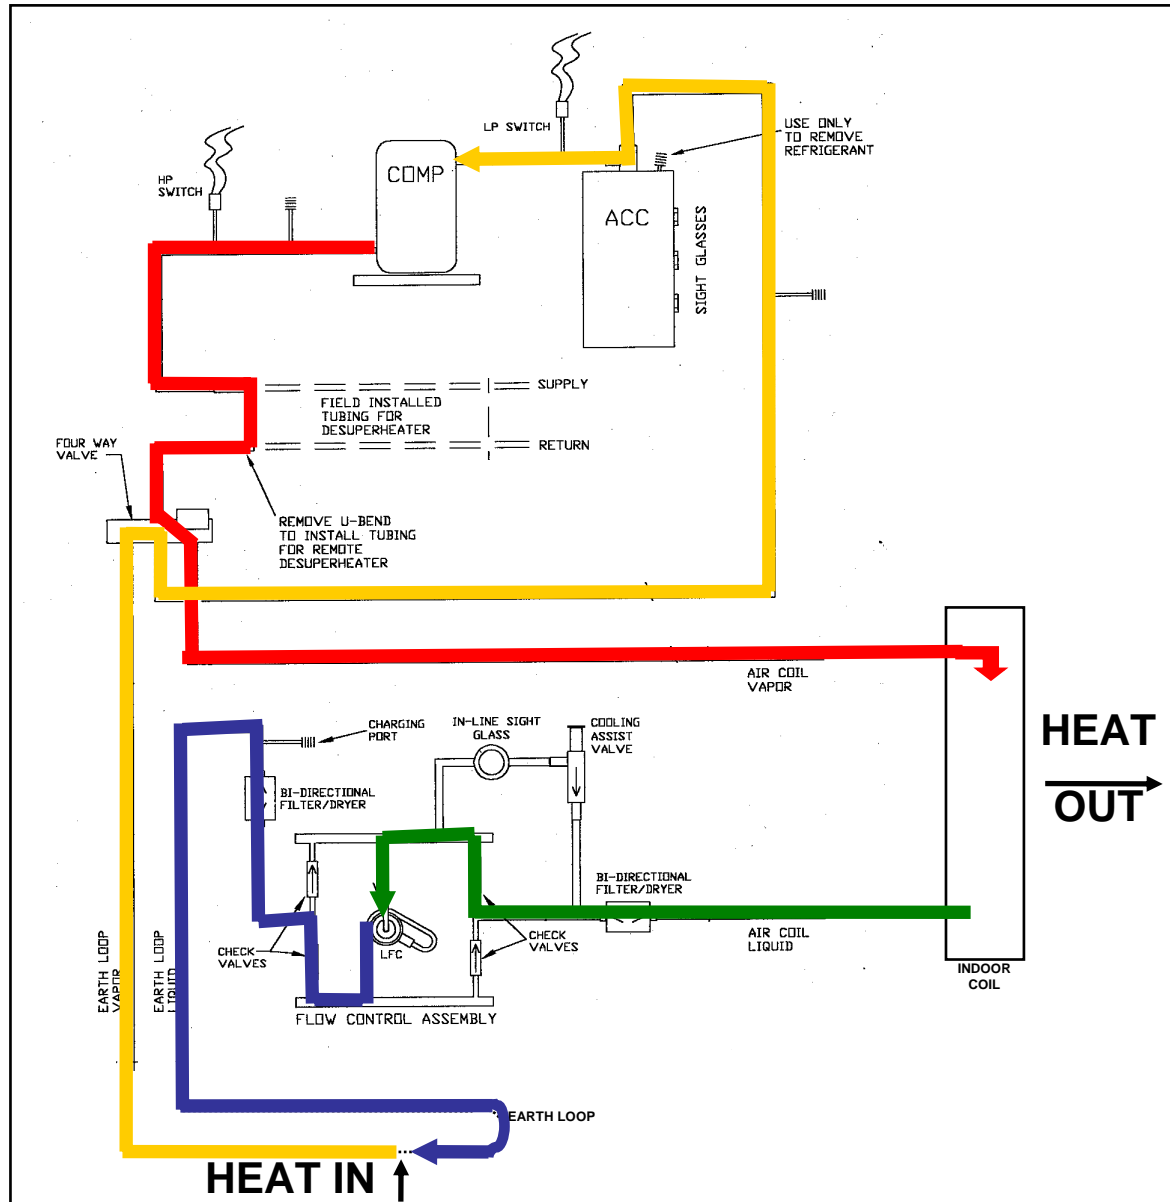 LP SWITCH
USE ONLY
TO REMOVE
REFRIGERANT
HP
SWITCH
COMP
ACC
SIGHT GLASSES
SUPPLY
FIELD INSTALLED
TUBING FOR
DESUPERHEATER
RETURN
FOUR WAY
VALVE
REMOVE U-BEND
TO INSTALL TUBING
FOR REMOTE
DESUPERHEATER
AIR COIL
VAPOR
CHARGING
PORT
IN-LINE SIGHT
GLASS
COOLING
ASSIST
VALVE
HEAT
OUT
BI-DIRECTIONAL
FILTER/DRYER
BI-DIRECTIONAL
FILTER/DRYER
CHECK
VALVES
LFC
CHECK
VALVES
AIR COIL
LIQUID
INDOOR
COIL
EARTH LOOP
VAPOR
EARTH LOOP
LIQUID
FLOW CONTROL ASSEMBLY
EARTH LOOP
HEAT IN